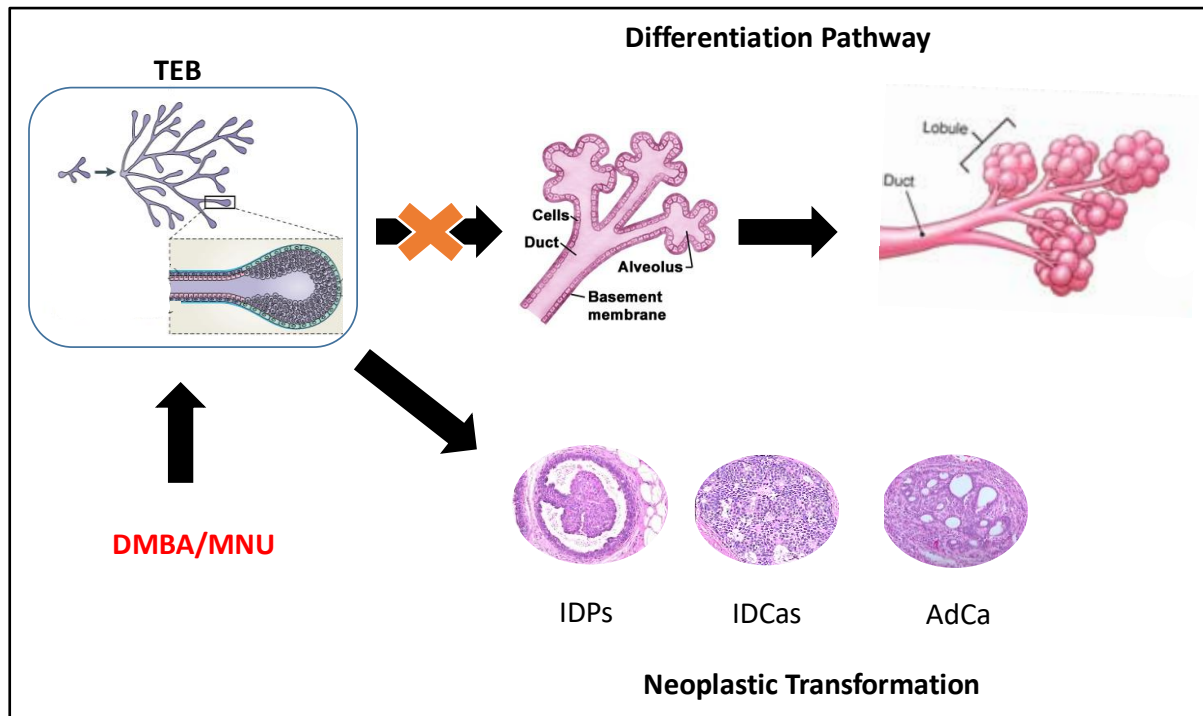 Differentiation Pathway
TEB
Cells
Duct
Alveolus
Basement
membrane
Lobule
Duct
DMBA/MNU
IDPs
IDCas
AdCa
Neoplastic Transformation